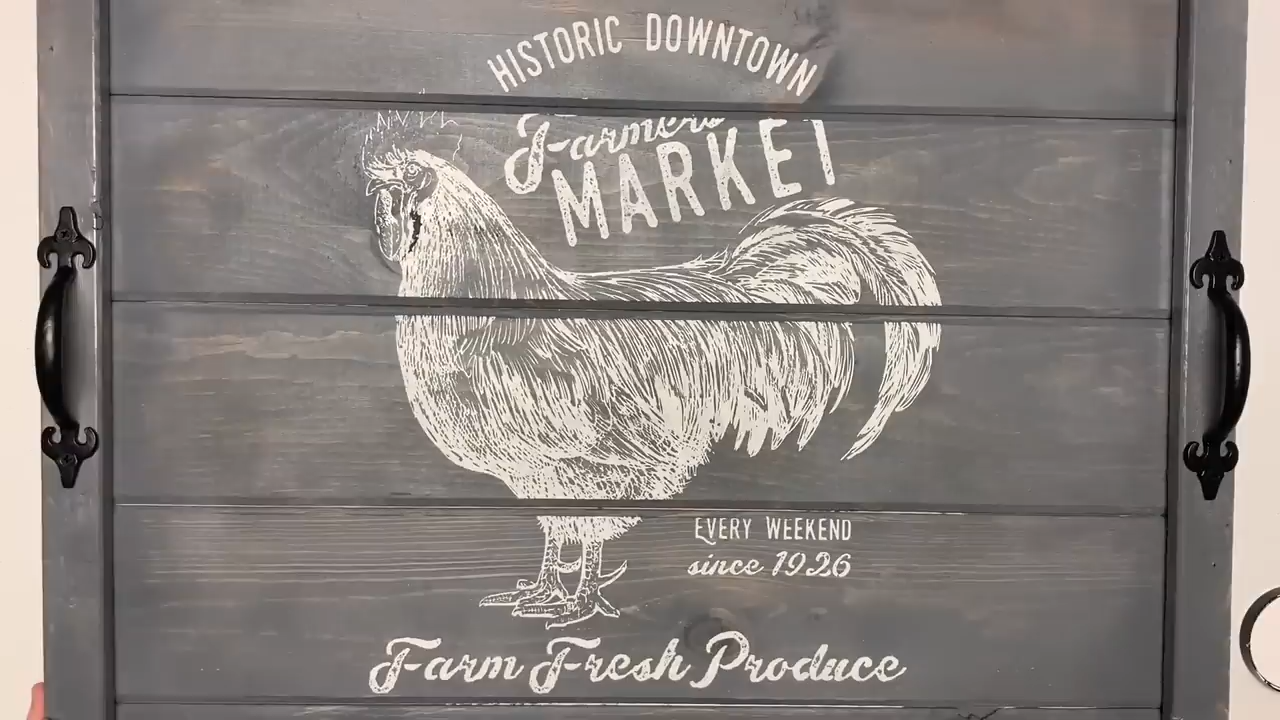 HISTORIC DOWNTOWN
Farmers
MARKET
EVERY WEEKEND
since 1926
Farm Fresh Produce